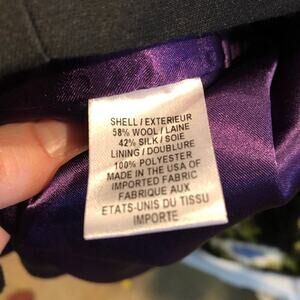 SHELL / EXTERIEUR
58% WOOL / LAINE
42% SILK / SOIE
LINING / DOUBLURE
100% POLYESTER
MADE IN THE USA OF
IMPORTED FABRIC
FABRIQUE AUX
ETATS-UNIS DU TISSU
IMPORTE